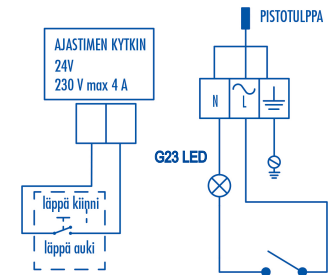 PISTOTULPPA
AJASTIMEN KYTKIN
24V
230 V max 4 A
N
L
G23 LED
läppä kiinni
läppä auki